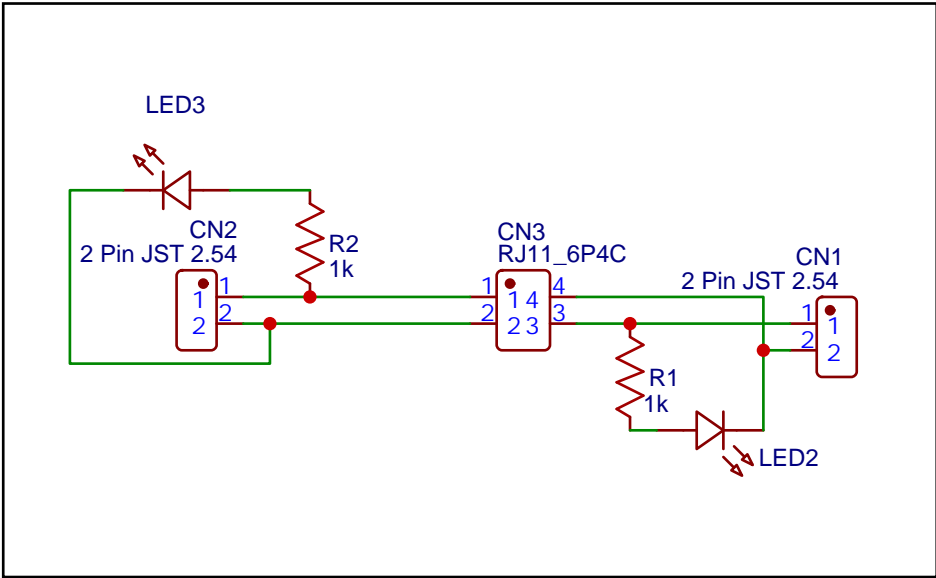 LED3
CN2
2 Pin JST 2.54
1 1
2 2
R2
1k
CN3
RJ11_6P4C
1 1 4 4
2 2 3 3
CN1
2 Pin JST 2.54
1 1
2 2
R1
1k
LED2